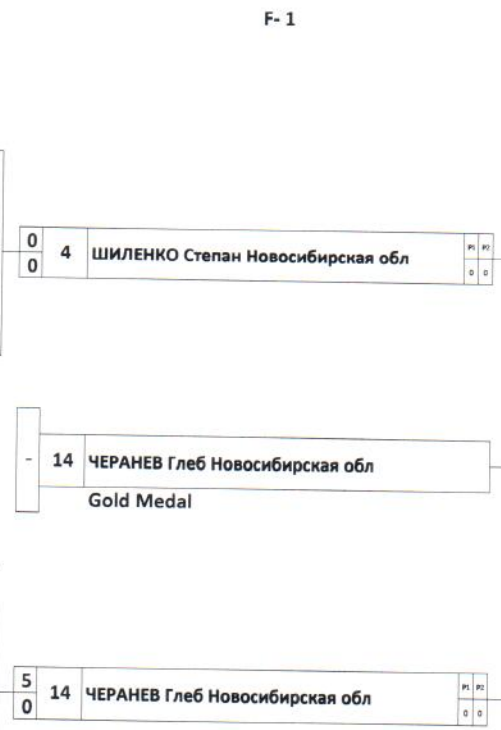 F- 1
0 4 ШИЛЕНКО Степан Новосибирская обл P1 P2
0 0 0
- 14 ЧЕРАНЕВ Глеб Новосибирская обл
Gold Medal
5 14 ЧЕРАНЕВ Глеб Новосибирская обл P1 P2
0 0 0